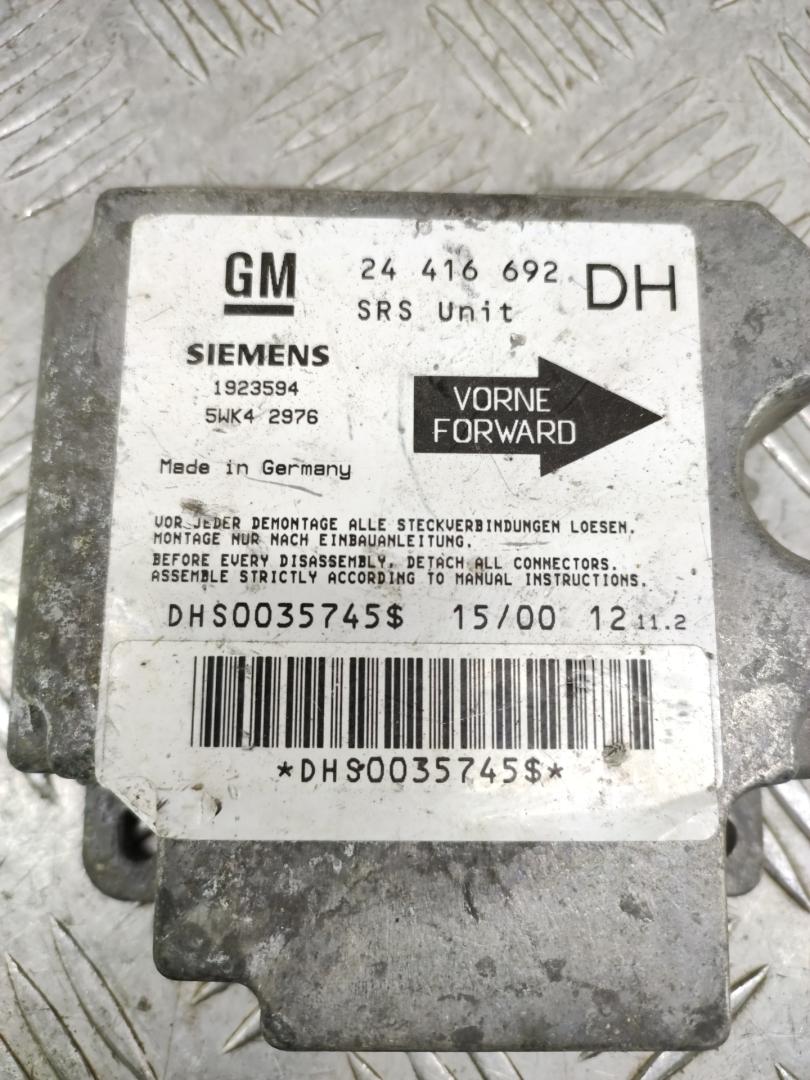 GM 24 416 692 DH
SRS Unit
SIEMENS
1923594
5WK4 2976
VORNE
FORWARD
Made in Germany
VOR JEDER DEMONTAGE ALLE STECKVERBINDUNGEN LOESEN.
MONTAGE NUR NACH EINBAUANLEITUNG.
BEFORE EVERY DISASSEMBLY, DETACH ALL CONNECTORS.
ASSEMBLE STRICTLY ACCORDING TO MANUAL INSTRUCTIONS.
DHS0035745$ 15/00 12 11.2
*DHS0035745$*